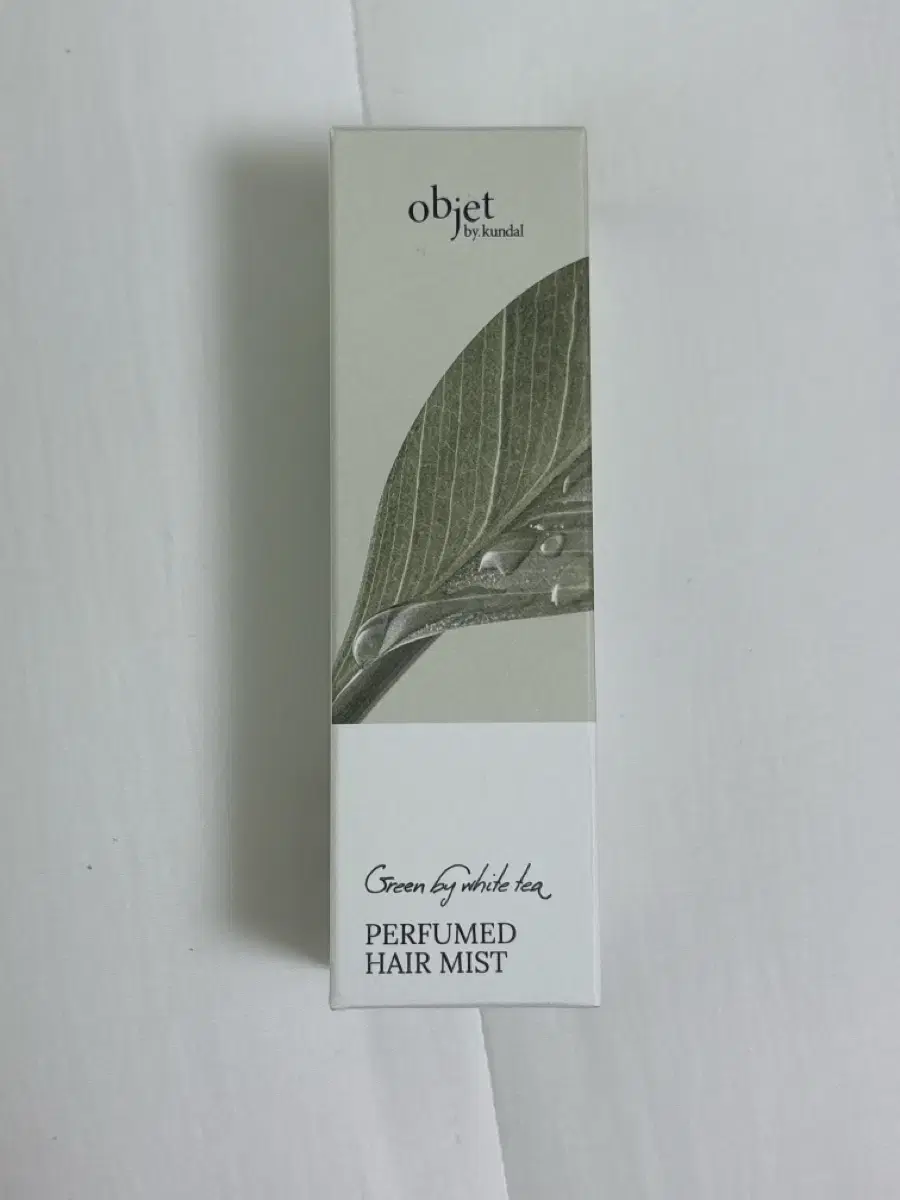 objet
by.kundal
Green by white tea
PERFUMED
HAIR MIST